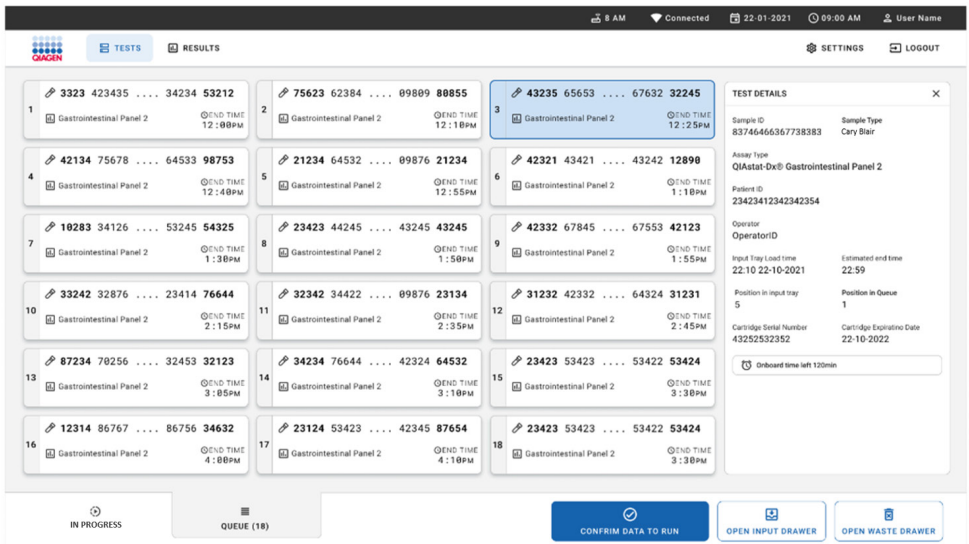 8 AM Connected 22-01-2021 09:00 AM User Name
QIAGEN TESTS RESULTS SETTINGS LOGOUT
1 3323 423435 .... 34234 53212
Gastrointestinal Panel 2 END TIME 12:00PM
2 75623 62384 .... 09809 80855
Gastrointestinal Panel 2 END TIME 12:10PM
3 43235 65653 .... 67632 32245
Gastrointestinal Panel 2 END TIME 12:25PM
4 42134 75678 .... 64533 98753
Gastrointestinal Panel 2 END TIME 12:40PM
5 21234 64532 .... 09876 21234
Gastrointestinal Panel 2 END TIME 12:55PM
6 42321 43421 .... 43242 12890
Gastrointestinal Panel 2 END TIME 1:10PM
7 10283 34126 .... 53245 54325
Gastrointestinal Panel 2 END TIME 1:30PM
8 23423 44245 .... 43245 43245
Gastrointestinal Panel 2 END TIME 1:50PM
9 42332 67845 .... 67553 42123
Gastrointestinal Panel 2 END TIME 1:55PM
10 33242 32876 .... 23414 76644
Gastrointestinal Panel 2 END TIME 2:15PM
11 32342 34422 .... 09876 23134
Gastrointestinal Panel 2 END TIME 2:35PM
12 31232 42332 .... 64324 31231
Gastrointestinal Panel 2 END TIME 2:45PM
13 87234 70256 .... 32453 32123
Gastrointestinal Panel 2 END TIME 3:05PM
14 34234 76644 .... 42324 64532
Gastrointestinal Panel 2 END TIME 3:10PM
15 23423 53423 .... 53422 53424
Gastrointestinal Panel 2 END TIME 3:30PM
16 12314 86767 .... 86756 34632
Gastrointestinal Panel 2 END TIME 4:00PM
17 23124 53423 .... 42345 87654
Gastrointestinal Panel 2 END TIME 4:10PM
18 23423 53423 .... 53422 53424
Gastrointestinal Panel 2 END TIME 3:30PM
TEST DETAILS
Sample ID Sample Type
83746466367738383 Cary Blair
Assay Type
QIAstat-Dx® Gastrointestinal Panel 2
Patient ID
23423412342342354
Operator
OperatorID
Input Tray Load time Estimated end time
22:10 22-10-2021 22:59
Position in input tray Position in Queue
5 1
Cartridge Serial Number Cartridge Expiratino Date
43252532352 22-10-2022
Onboard time left 120min
IN PROGRESS QUEUE (18) CONFRIM DATA TO RUN OPEN INPUT DRAWER OPEN WASTE DRAWER